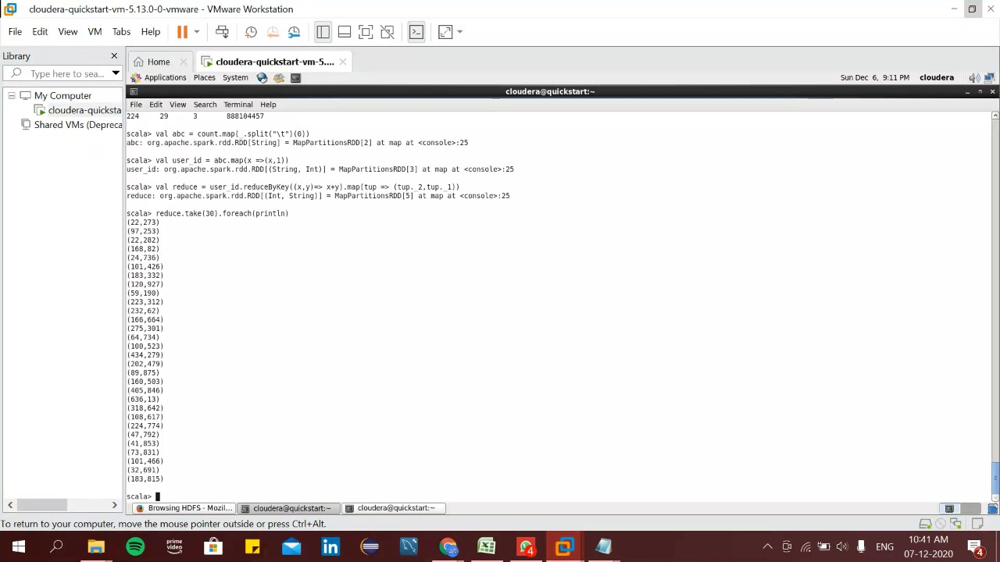 cloudera-quickstart-vm-5.13.0-0-vmware - VMware Workstation
File Edit View VM Tabs Help
Library
Home cloudera-quickstart-vm-5....
Type here to sea...
Applications Places System Sun Dec 6, 9:11 PM cloudera
My Computer
cloudera-quicksta
Shared VMs (Depreca
cloudera@quickstart:~
File Edit View Search Terminal Help
224 29 3 888104457
scala> val abc = count.map(_.split("\t")(0))
abc: org.apache.spark.rdd.RDD[String] = MapPartitionsRDD[2] at map at <console>:25
scala> val user_id = abc.map(x =>(x,1))
user_id: org.apache.spark.rdd.RDD[(String, Int)] = MapPartitionsRDD[3] at map at <console>:25
scala> val reduce = user_id.reduceByKey((x,y)=> x+y).map(tup => (tup._2,tup._1))
reduce: org.apache.spark.rdd.RDD[(Int, String)] = MapPartitionsRDD[5] at map at <console>:25
scala> reduce.take(30).foreach(println)
(22,273)
(97,253)
(22,282)
(168,82)
(24,736)
(101,426)
(183,332)
(120,927)
(59,190)
(223,312)
(232,62)
(166,664)
(275,301)
(64,734)
(100,523)
(434,279)
(202,479)
(89,875)
(160,503)
(405,846)
(636,13)
(318,642)
(108,617)
(224,774)
(47,792)
(41,853)
(73,831)
(101,466)
(32,691)
(183,815)
scala>
Browsing HDFS - Mozil... cloudera@quickstart:~ cloudera@quickstart:~
To return to your computer, move the mouse pointer outside or press Ctrl+Alt.
prime video
in
4
ENG
10:41 AM
07-12-2020
4